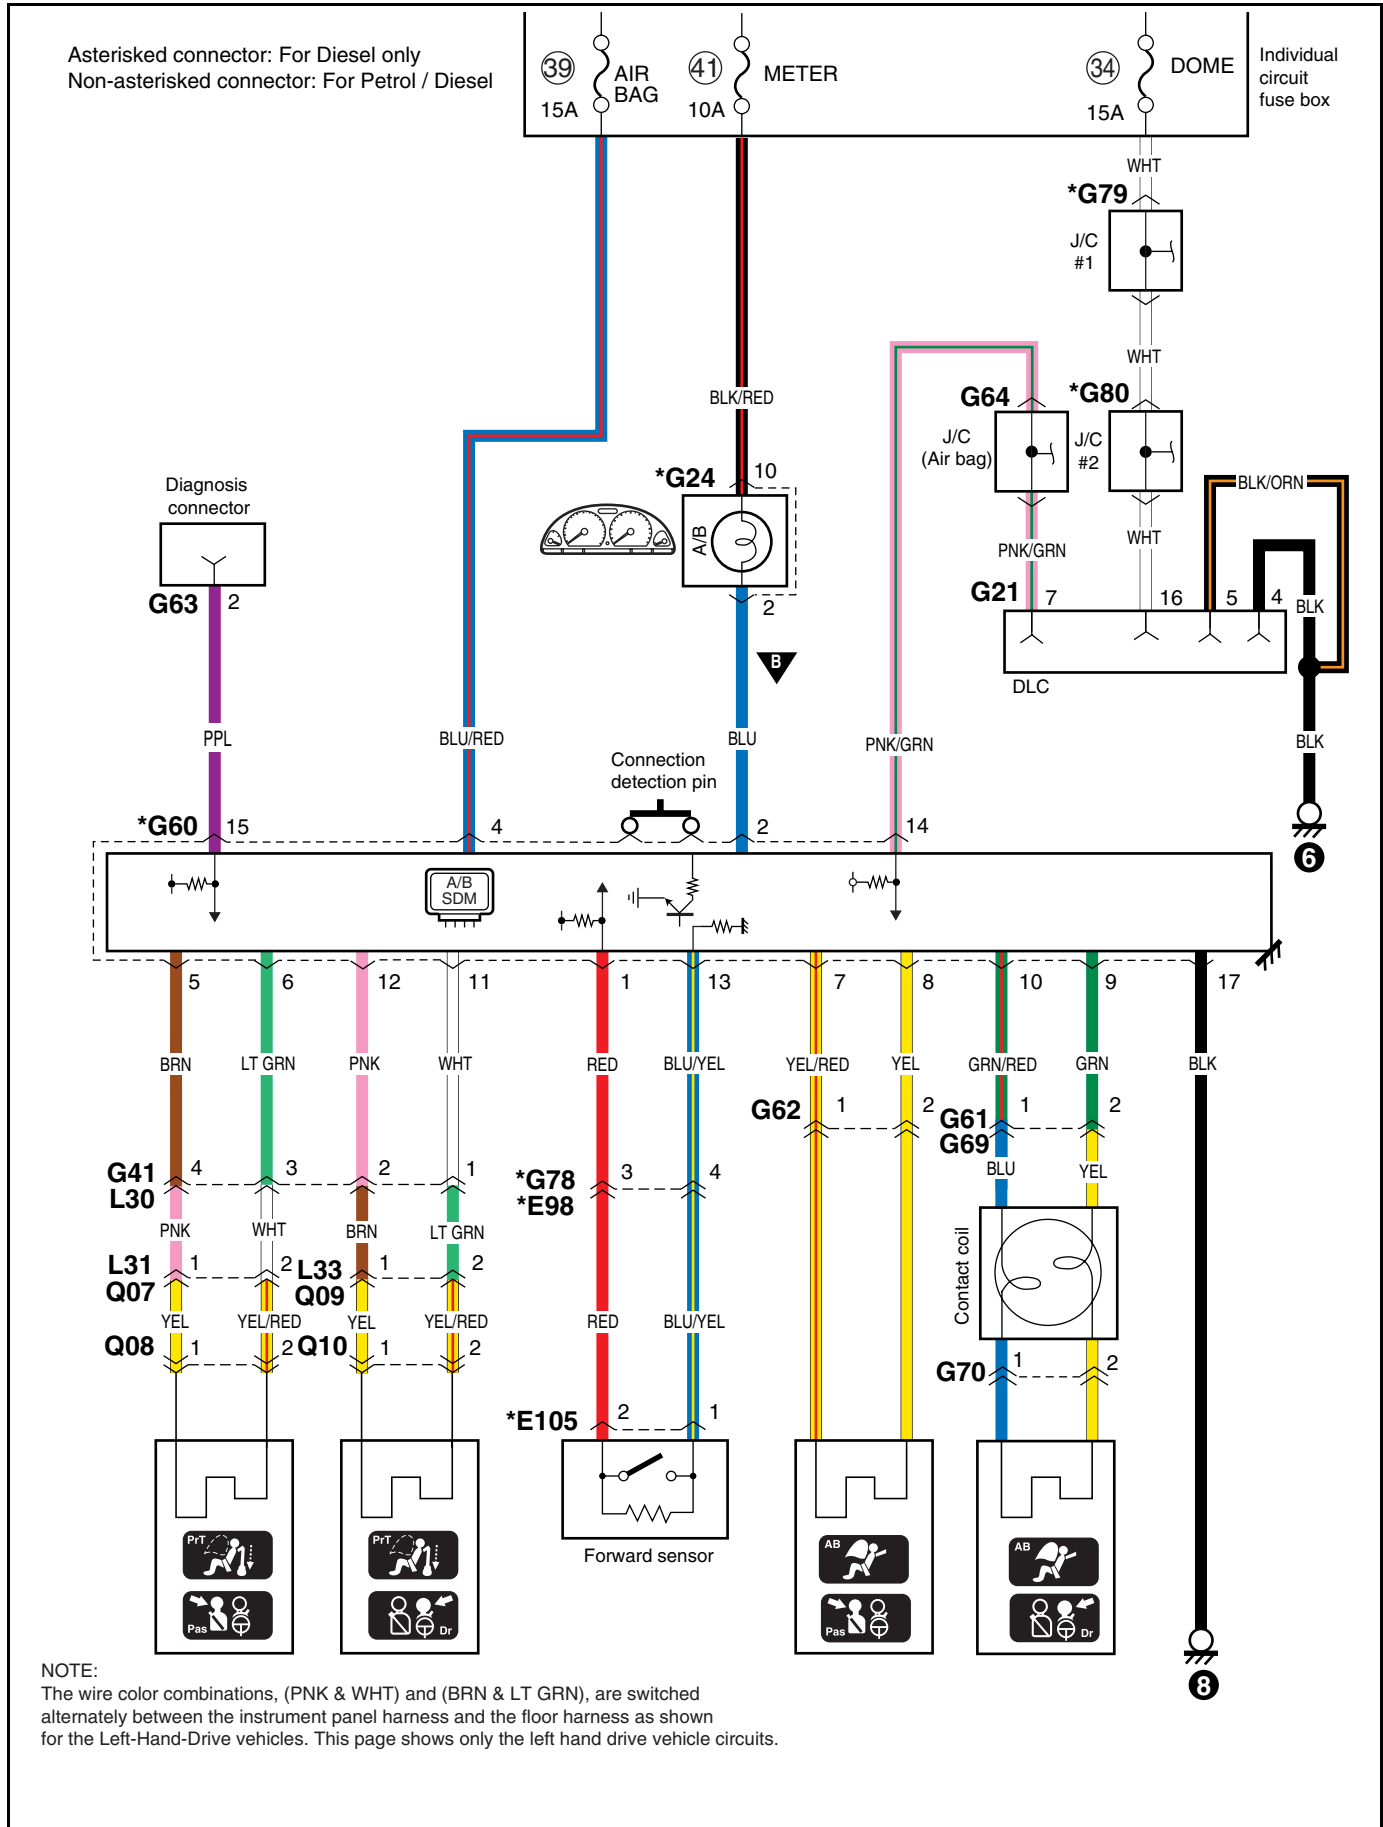 Asterisked connector: For Diesel only
Non-asterisked connector: For Petrol / Diesel
39
15A
AIR
BAG
41
10A
METER
34
15A
DOME
Individual
circuit
fuse box
WHT
*G79
J/C
#1
WHT
BLK/RED
G64
*G80
J/C
(Air bag)
J/C
#2
*G24
10
BLK/ORN
Diagnosis
connector
A/B
PNK/GRN
WHT
G63
2
2
G21
7
16
5
4
BLK
B
DLC
PPL
BLU/RED
BLU
PNK/GRN
BLK
Connection
detection pin
*G60
15
4
2
14
6
A/B
SDM
5
6
12
11
1
13
7
8
10
9
17
BRN
LT GRN
PNK
WHT
RED
BLU/YEL
YEL/RED
YEL
GRN/RED
GRN
BLK
G62
1
2
G61
G69
1
2
G41
L30
4
3
2
1
*G78
*E98
3
4
BLU
YEL
PNK
WHT
BRN
LT GRN
L31
Q07
1
2
L33
Q09
1
2
Contact coil
YEL
YEL/RED
YEL
YEL/RED
RED
BLU/YEL
Q08
1
2
Q10
1
2
G70
1
2
*E105
2
1
Forward sensor
PrT
Pas
PrT
Dr
AB
Pas
AB
Dr
8
NOTE:
The wire color combinations, (PNK & WHT) and (BRN & LT GRN), are switched
alternately between the instrument panel harness and the floor harness as shown
for the Left-Hand-Drive vehicles. This page shows only the left hand drive vehicle circuits.